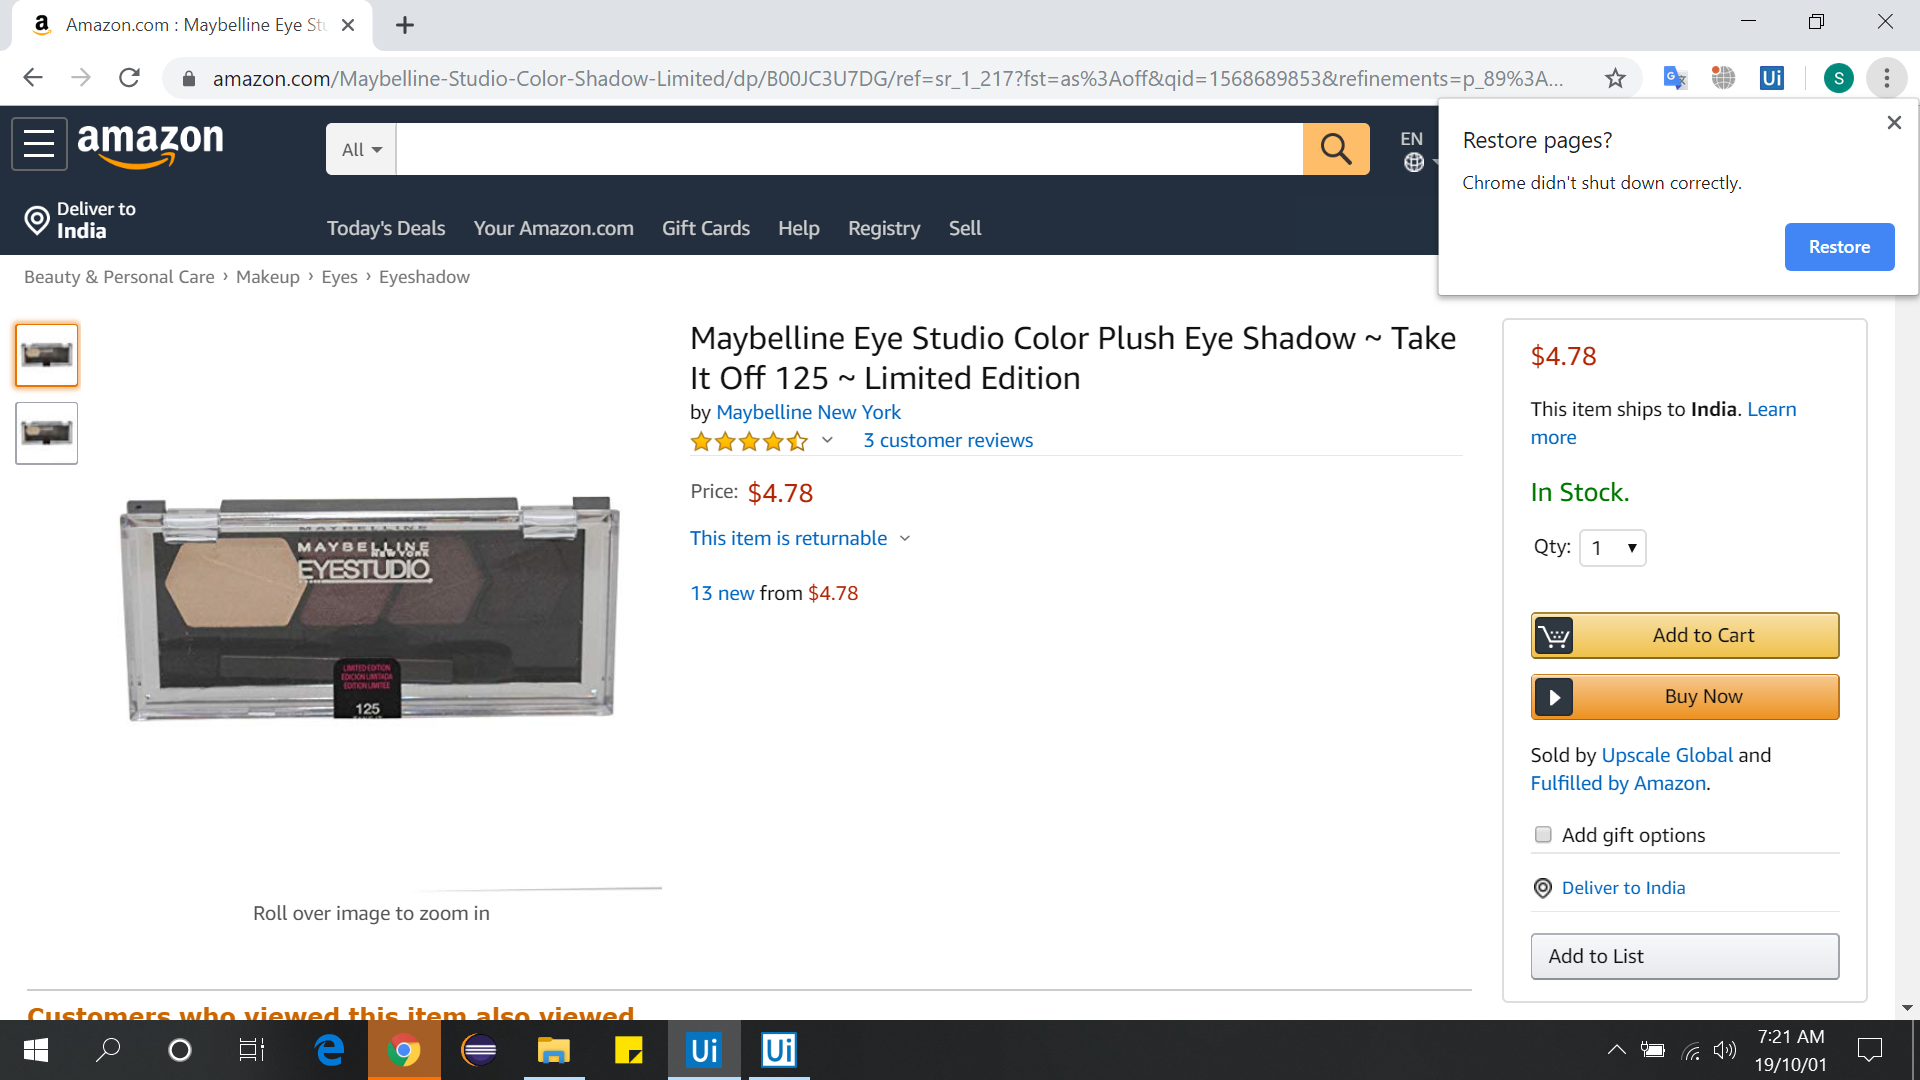 Amazon.com : Maybelline Eye Stu
amazon.com/Maybelline-Studio-Color-Shadow-Limited/dp/B00JC3U7DG/ref=sr_1_217?fst=as%3Aoff&qid=1568689853&refinements=p_89%3A...
Ui
S
Restore pages?
Chrome didn't shut down correctly.
Restore
amazon
All
EN
Deliver to
India
Today's Deals Your Amazon.com Gift Cards Help Registry Sell
Beauty & Personal Care › Makeup › Eyes › Eyeshadow
MAYBELLINE
NEW YORK
EYESTUDIO
LIMITED EDITION
EDICION LIMITADA
EDITION LIMITÉE
125
Roll over image to zoom in
Maybelline Eye Studio Color Plush Eye Shadow ~ Take
It Off 125 ~ Limited Edition
by Maybelline New York
3 customer reviews
Price: $4.78
This item is returnable
13 new from $4.78
$4.78
This item ships to India. Learn
more
In Stock.
Qty: 1
Add to Cart
Buy Now
Sold by Upscale Global and
Fulfilled by Amazon.
Add gift options
Deliver to India
Add to List
Customers who viewed this item also viewed
Ui
Ui
7:21 AM
19/10/01